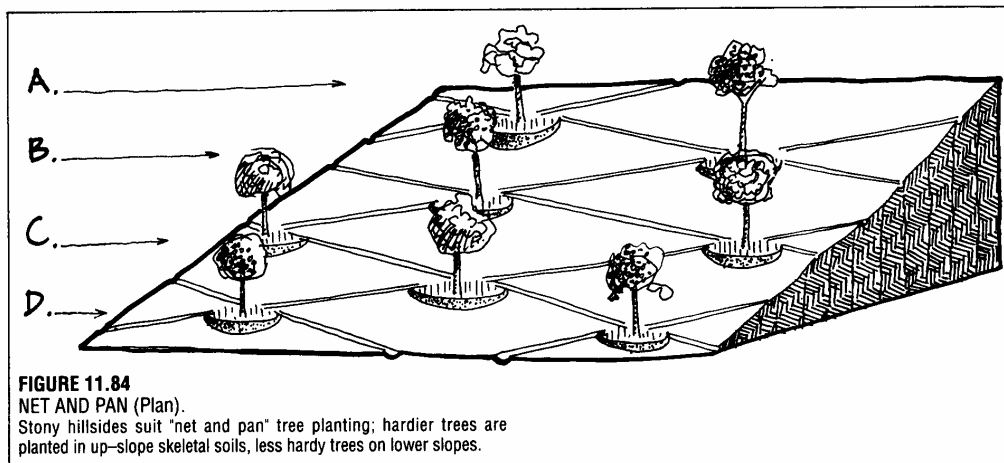 A.
B.
C.
D.
FIGURE 11.84
NET AND PAN (Plan).
Stony hillsides suit "net and pan" tree planting; hardier trees are
planted in up–slope skeletal soils, less hardy trees on lower slopes.